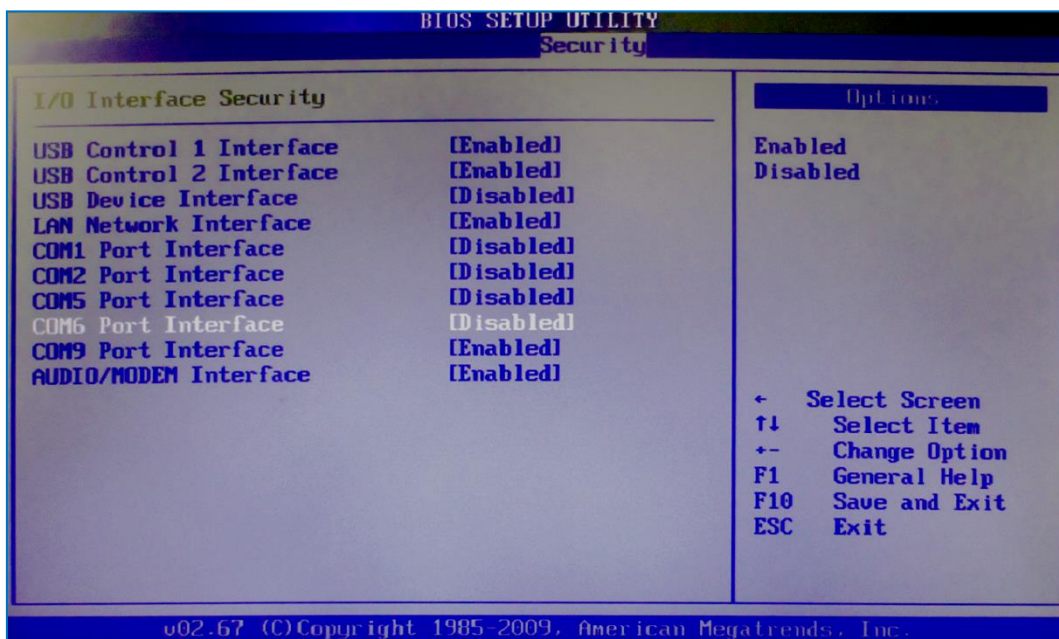 BIOS SETUP UTILITY
Security
I/O Interface Security
USB Control 1 Interface [Enabled]
USB Control 2 Interface [Enabled]
USB Device Interface [Disabled]
LAN Network Interface [Enabled]
COM1 Port Interface [Disabled]
COM2 Port Interface [Disabled]
COM5 Port Interface [Disabled]
COM6 Port Interface [Disabled]
COM9 Port Interface [Enabled]
AUDIO/MODEM Interface [Enabled]
Options
Enabled
Disabled
← Select Screen
↑↓ Select Item
+- Change Option
F1 General Help
F10 Save and Exit
ESC Exit
v02.67 (C)Copyright 1985-2009, American Megatrends, Inc.